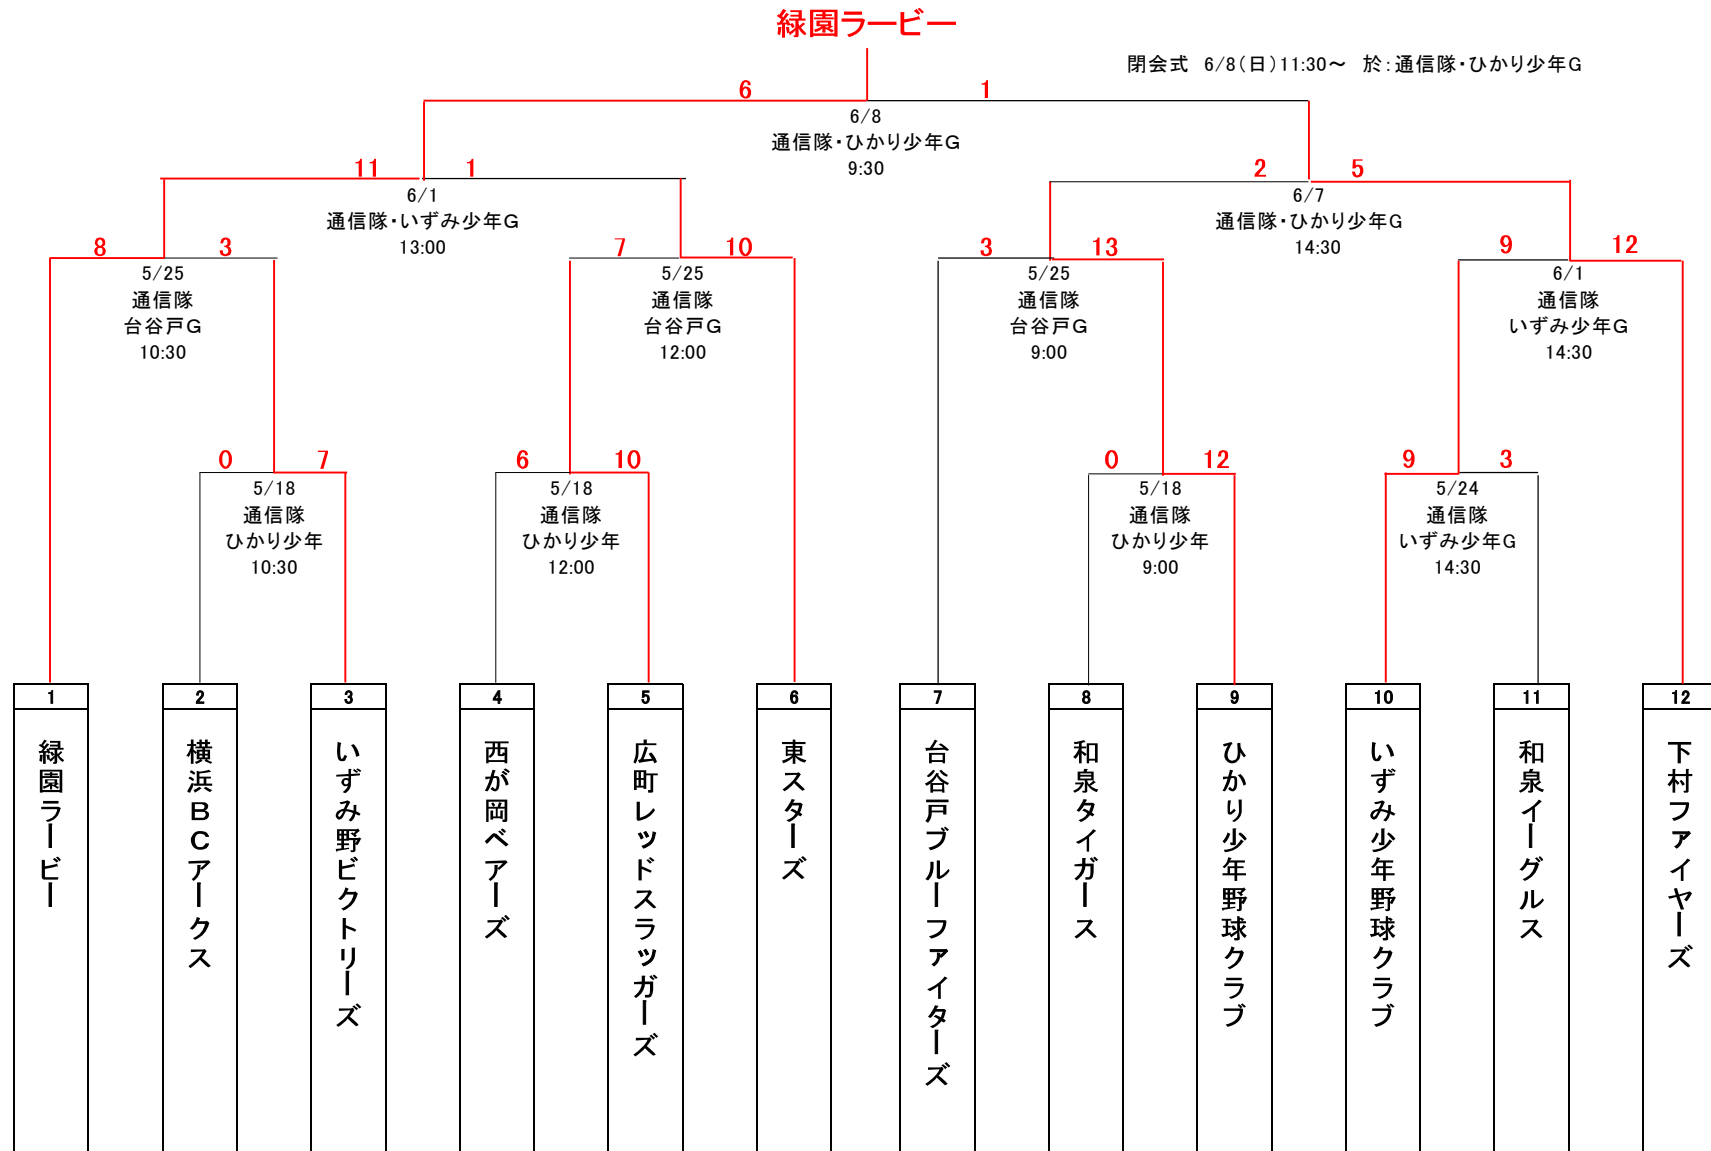 緑園ラービー
閉会式 6/8(日)11:30～ 於:通信隊・ひかり少年G
6 1
6/8
通信隊・ひかり少年G
9:30
11 1
6/1
通信隊・いずみ少年G
13:00
2 5
6/7
通信隊・ひかり少年G
14:30
8 3
5/25
通信隊
台谷戸G
10:30
7 10
5/25
通信隊
台谷戸G
12:00
3 13
5/25
通信隊
台谷戸G
9:00
9 12
6/1
通信隊
いずみ少年G
14:30
0 7
5/18
通信隊
ひかり少年
10:30
6 10
5/18
通信隊
ひかり少年
12:00
0 12
5/18
通信隊
ひかり少年
9:00
9 3
5/24
通信隊
いずみ少年G
14:30
1
緑園ラービー
2
横浜BCアークス
3
いずみ野ビクトリーズ
4
西が岡ベアーズ
5
広町レッドスラッガーズ
6
東スターズ
7
台谷戸ブルーファイターズ
8
和泉タイガース
9
ひかり少年野球クラブ
10
いずみ少年野球クラブ
11
和泉イーグルス
12
下村ファイヤーズ